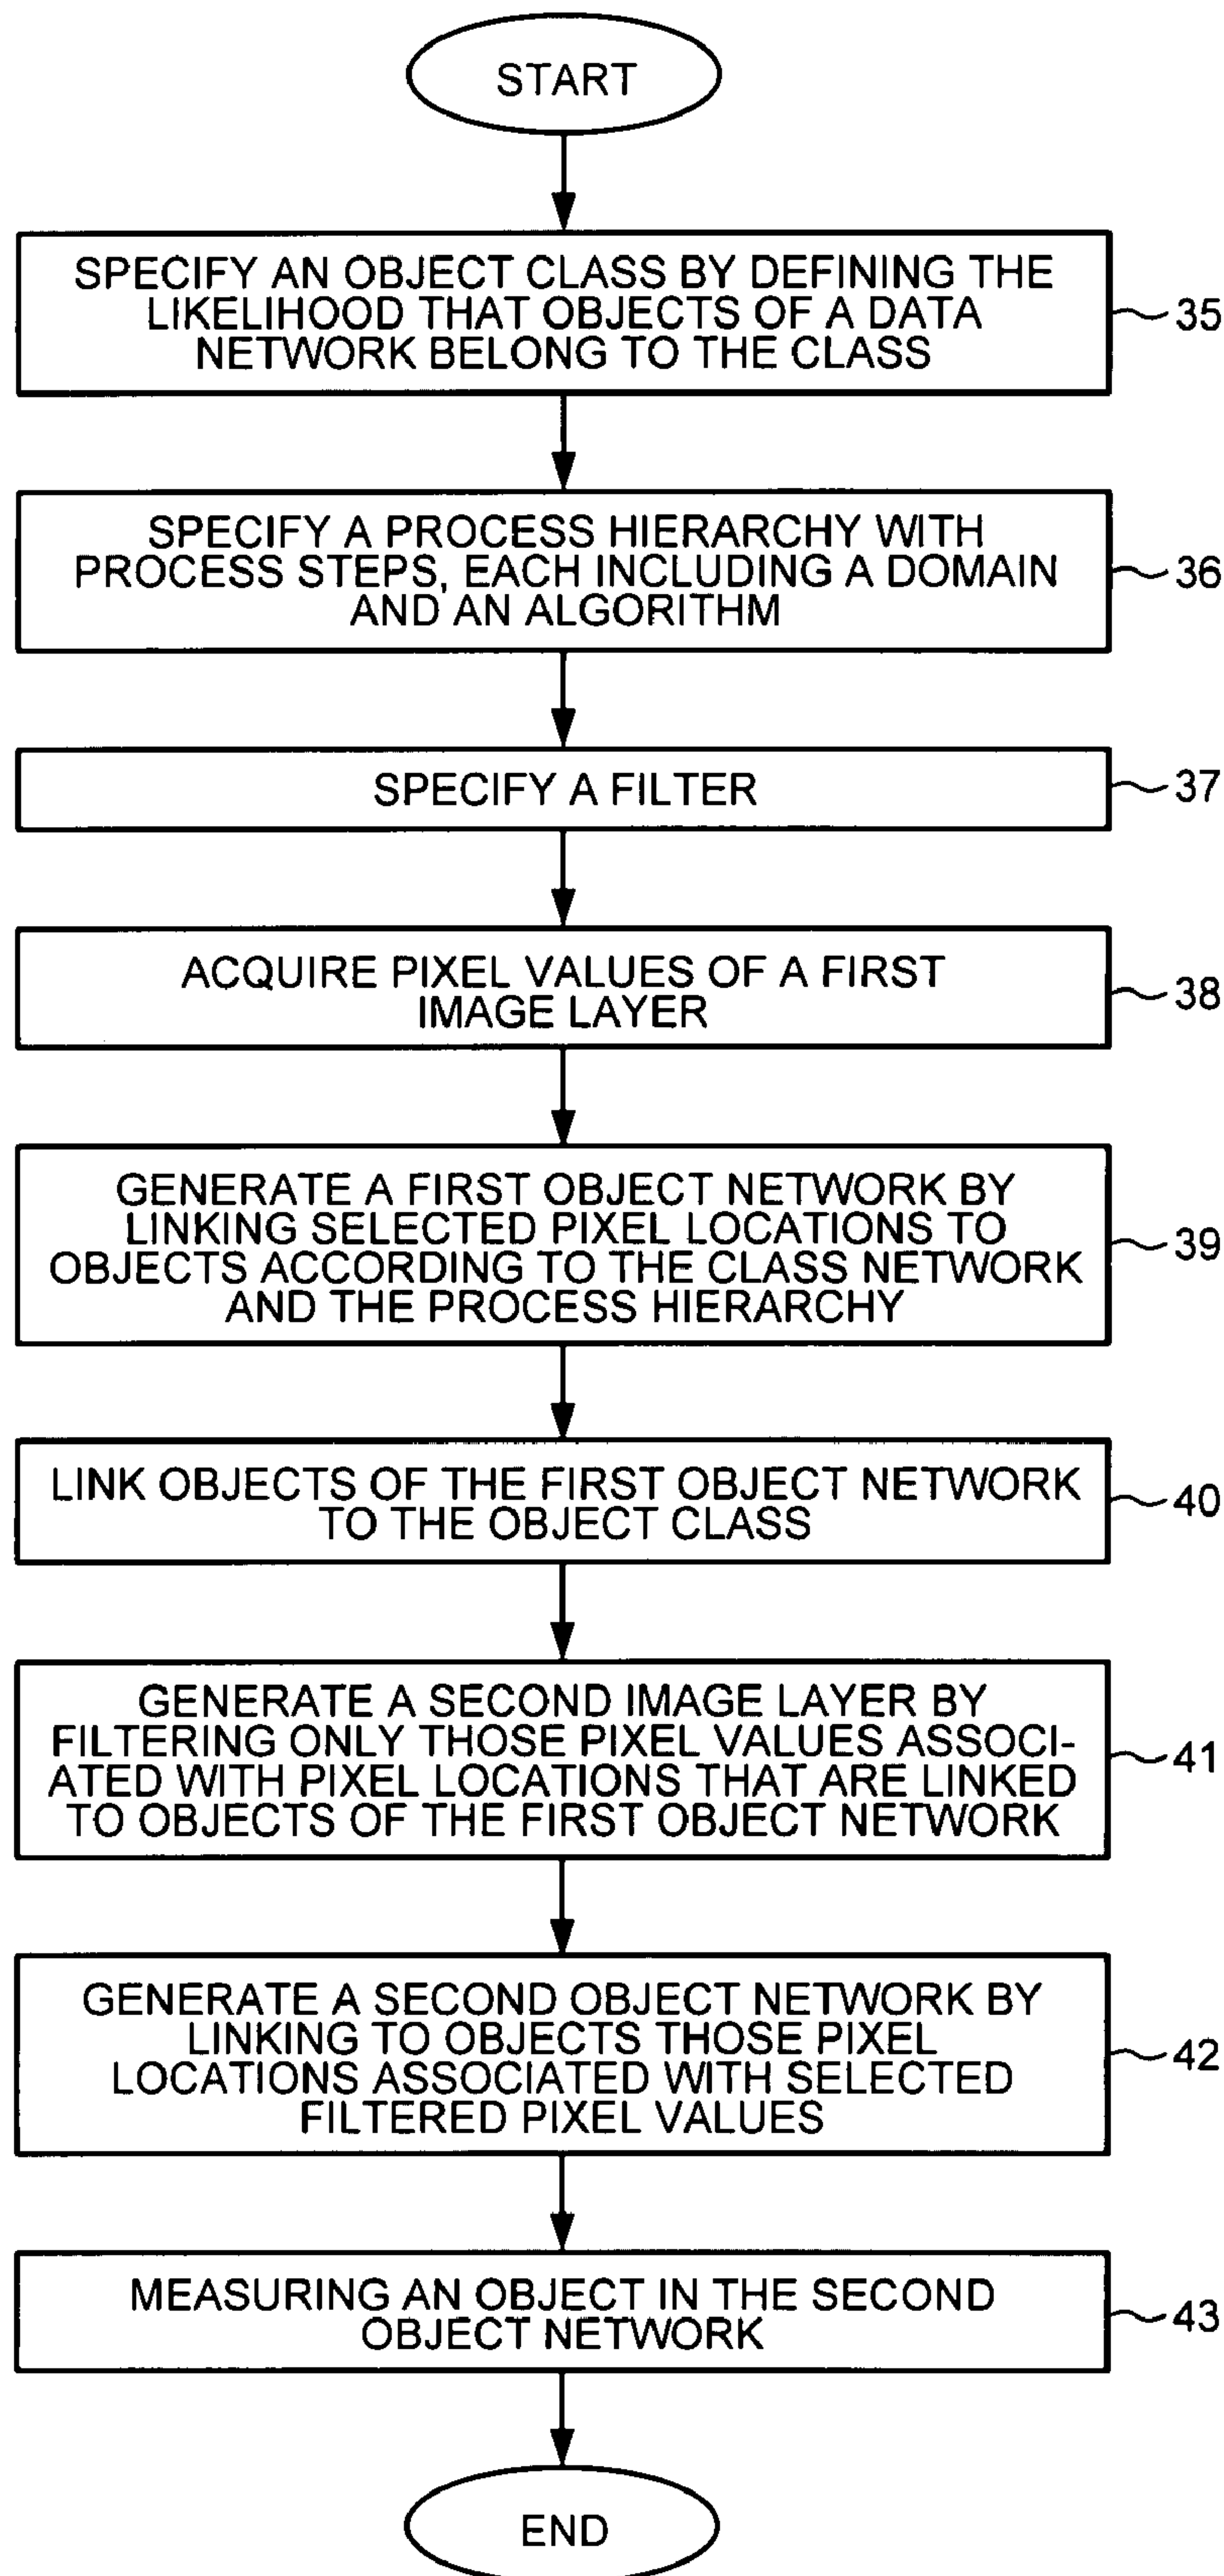 START
SPECIFY AN OBJECT CLASS BY DEFINING THE
LIKELIHOOD THAT OBJECTS OF A DATA
NETWORK BELONG TO THE CLASS
35
SPECIFY A PROCESS HIERARCHY WITH
PROCESS STEPS, EACH INCLUDING A DOMAIN
AND AN ALGORITHM
36
SPECIFY A FILTER
37
ACQUIRE PIXEL VALUES OF A FIRST
IMAGE LAYER
38
GENERATE A FIRST OBJECT NETWORK BY
LINKING SELECTED PIXEL LOCATIONS TO
OBJECTS ACCORDING TO THE CLASS NETWORK
AND THE PROCESS HIERARCHY
39
LINK OBJECTS OF THE FIRST OBJECT NETWORK
TO THE OBJECT CLASS
40
GENERATE A SECOND IMAGE LAYER BY
FILTERING ONLY THOSE PIXEL VALUES ASSOCI-
ATED WITH PIXEL LOCATIONS THAT ARE LINKED
TO OBJECTS OF THE FIRST OBJECT NETWORK
41
GENERATE A SECOND OBJECT NETWORK BY
LINKING TO OBJECTS THOSE PIXEL
LOCATIONS ASSOCIATED WITH SELECTED
FILTERED PIXEL VALUES
42
MEASURING AN OBJECT IN THE SECOND
OBJECT NETWORK
43
END